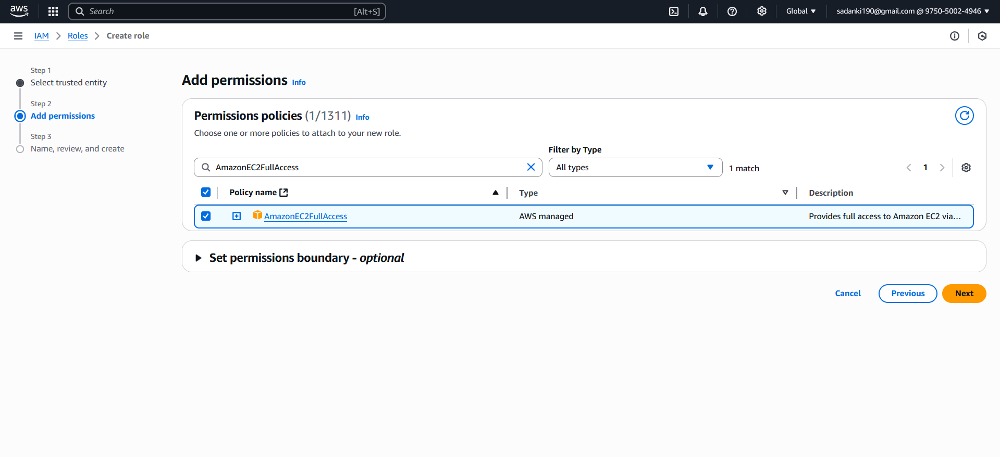 aws
Search [Alt+S]
Global
sadanki190@gmail.com @ 9750-5002-4946
IAM
Roles
Create role
Step 1
Select trusted entity
Step 2
Add permissions
Step 3
Name, review, and create
Add permissions Info
Permissions policies (1/1311) Info
Choose one or more policies to attach to your new role.
Filter by Type
AmazonEC2FullAccess
All types
1 match
1
Policy name
Type
Description
AmazonEC2FullAccess
AWS managed
Provides full access to Amazon EC2 via...
Set permissions boundary - optional
Cancel
Previous
Next